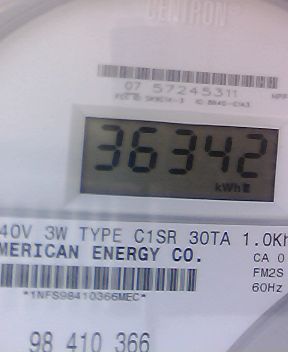 CENTRON
07 57245311
36342
kWh
40V 3W TYPE C1SR 30TA 1.0Kh
MERICAN ENERGY CO.
CA 0
FM2S
60Hz
*1NFS98410366MEC*
98 410 366